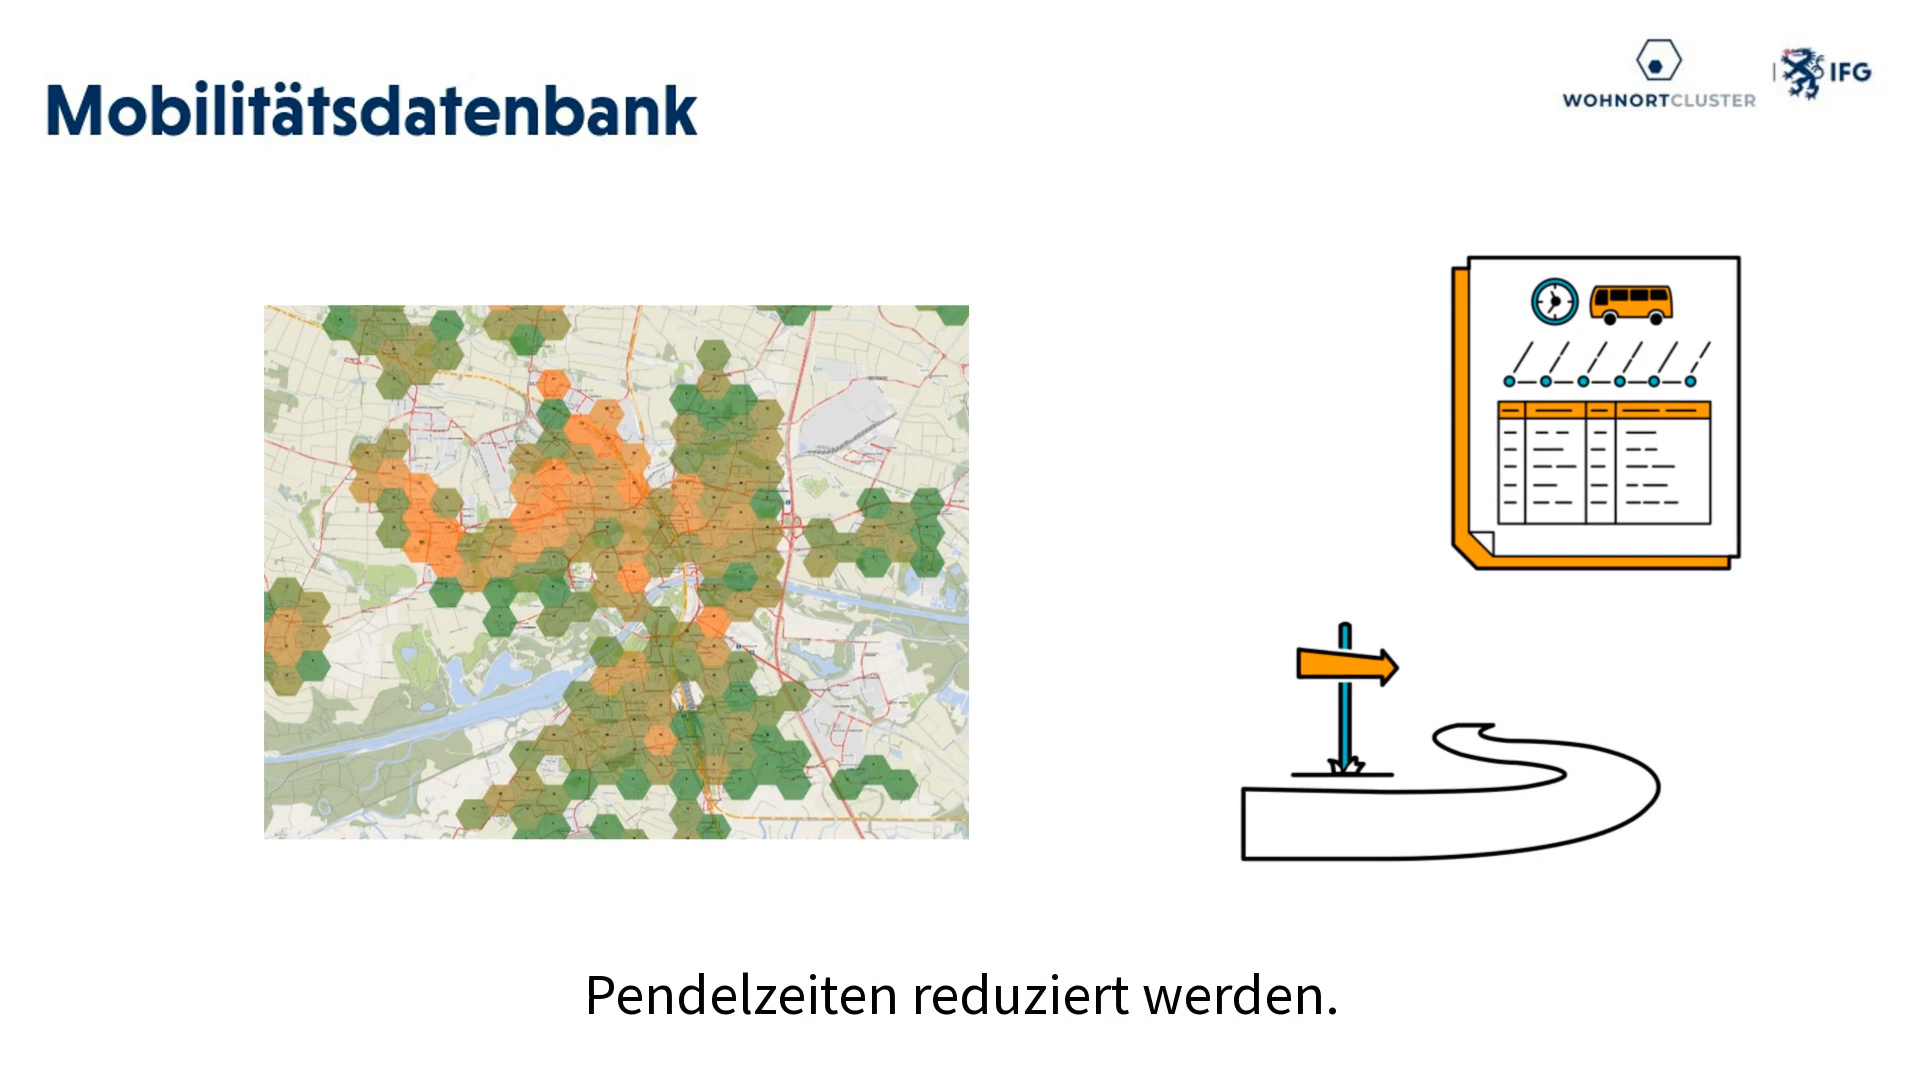 Mobilitätsdatenbank
WOHNORTCLUSTER
IFG
Pendelzeiten reduziert werden.